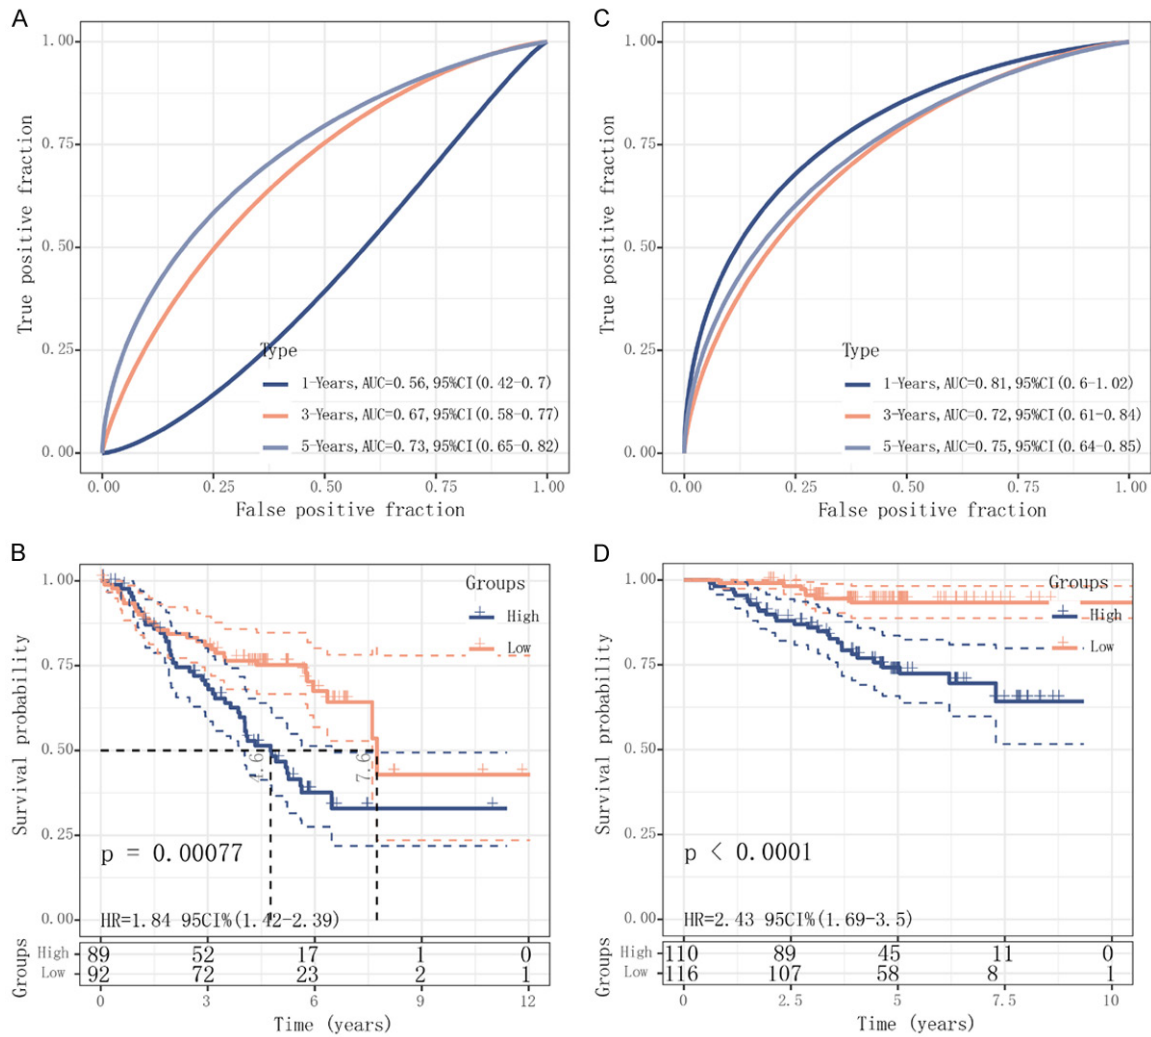 A
1.00
0.75
0.50
0.25
0.00
True positive fraction
Type
1-Years, AUC=0.56, 95%CI(0.42-0.7)
3-Years, AUC=0.67, 95%CI(0.58-0.77)
5-Years, AUC=0.73, 95%CI(0.65-0.82)
0.00 0.25 0.50 0.75 1.00
False positive fraction
C
1.00
0.75
0.50
0.25
0.00
True positive fraction
Type
1-Years, AUC=0.81, 95%CI(0.6-1.02)
3-Years, AUC=0.72, 95%CI(0.61-0.84)
5-Years, AUC=0.75, 95%CI(0.64-0.85)
0.00 0.25 0.50 0.75 1.00
False positive fraction
B
1.00
0.75
0.50
0.25
0.00
Survival probability
Groups
High
Low
4.6
7.6
p = 0.00077
HR=1.84 95CI%(1.42-2.39)
Groups
High 89 52 17 1 0
Low 92 72 23 2 1
0 3 6 9 12
Time (years)
D
1.00
0.75
0.50
0.25
0.00
Survival probability
Groups
High
Low
p < 0.0001
HR=2.43 95CI%(1.69-3.5)
Groups
High 110 89 45 11 0
Low 116 107 58 8 1
0 2.5 5 7.5 10
Time (years)